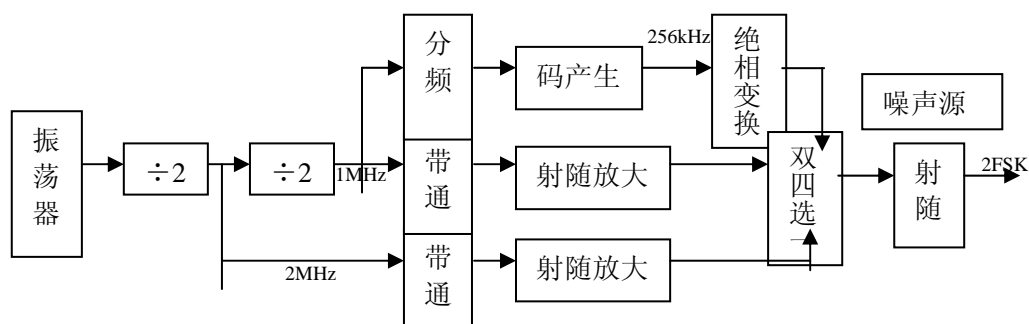 振荡器
÷2
÷2
1MHz
2MHz
分频
带通
带通
码产生
射随放大
射随放大
256kHz
绝相变换
双四选一
噪声源
射随
2FSK